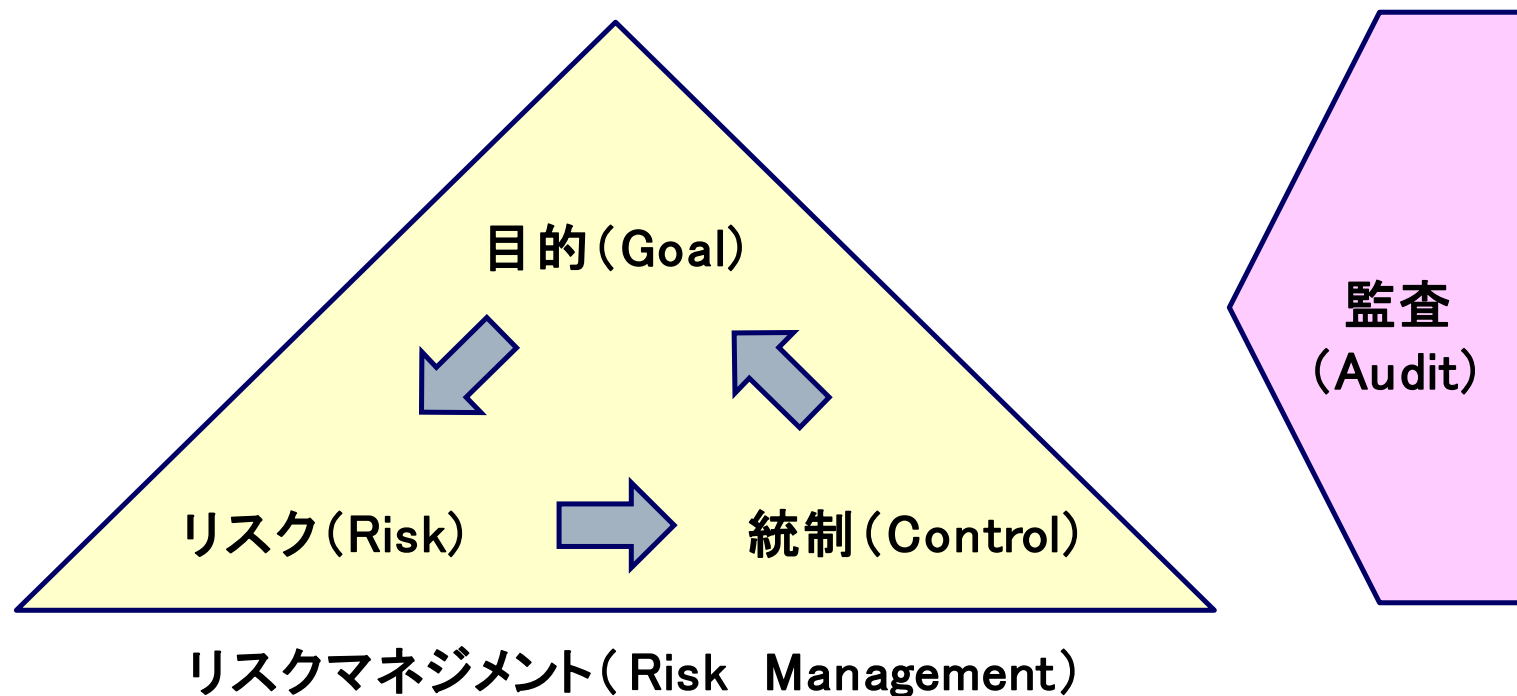 目的(Goal)
リスク(Risk)
統制(Control)
監査
(Audit)
リスクマネジメント(Risk Management)